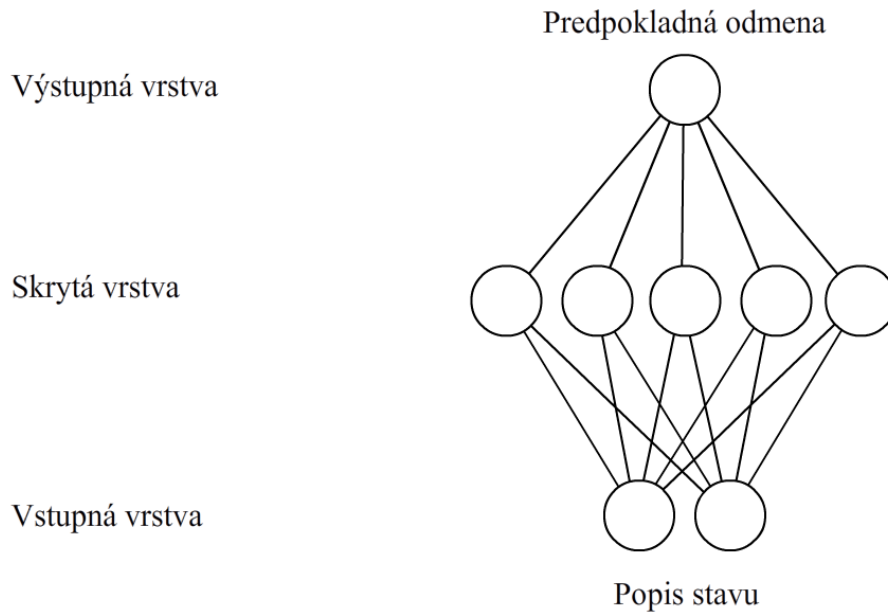 Predpokladná odmena
Výstupná vrstva
Skrytá vrstva
Vstupná vrstva
Popis stavu